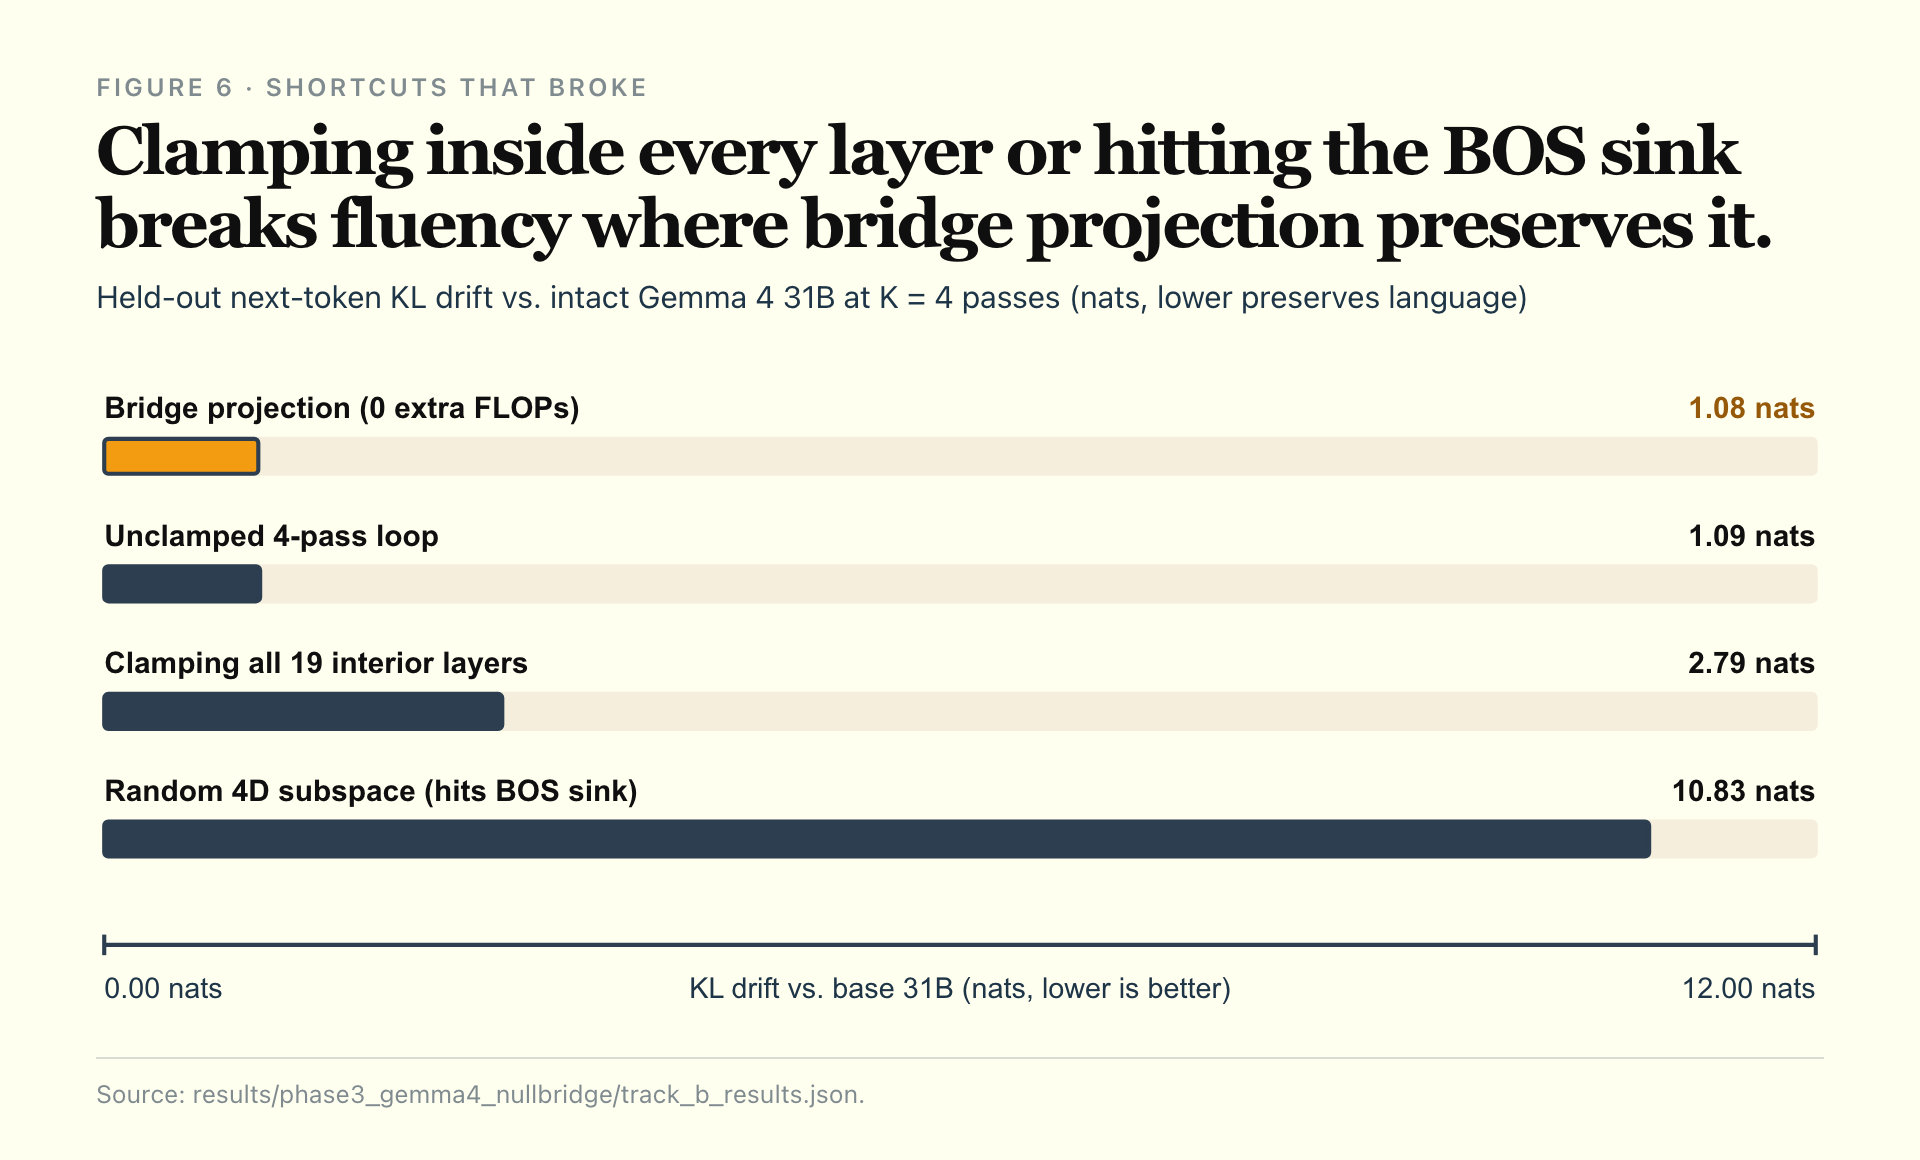 FIGURE 6 · SHORTCUTS THAT BROKE
Clamping inside every layer or hitting the BOS sink
breaks fluency where bridge projection preserves it.
Held-out next-token KL drift vs. intact Gemma 4 31B at K = 4 passes (nats, lower preserves language)
Bridge projection (0 extra FLOPs) 1.08 nats
Unclamped 4-pass loop 1.09 nats
Clamping all 19 interior layers 2.79 nats
Random 4D subspace (hits BOS sink) 10.83 nats
0.00 nats KL drift vs. base 31B (nats, lower is better) 12.00 nats
Source: results/phase3_gemma4_nullbridge/track_b_results.json.